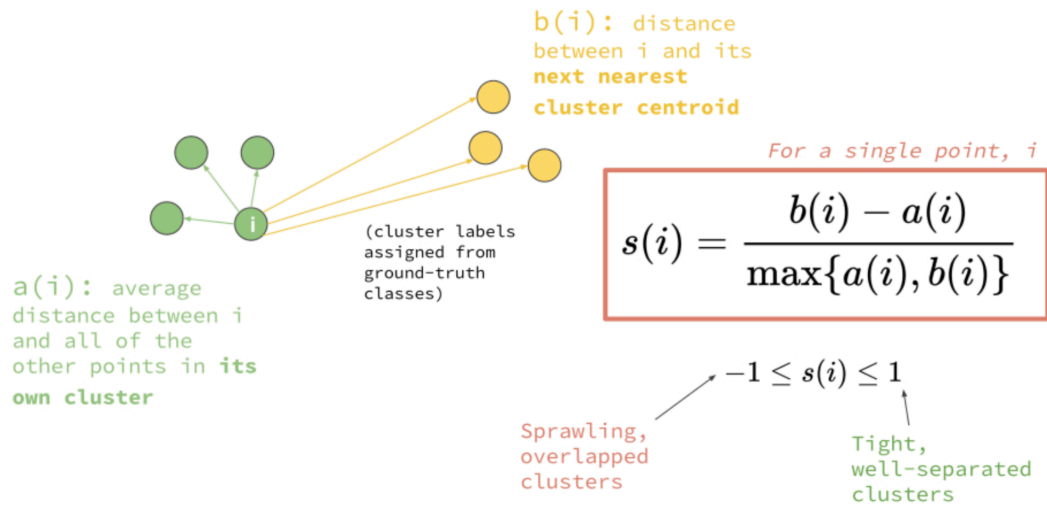 b(i): distance
between i and its
next nearest
cluster centroid
For a single point, i
i
(cluster labels
assigned from
ground-truth
classes)
s(i) = \frac{b(i) - a(i)}{\max\{a(i), b(i)\}}
a(i): average
distance between i
and all of the
other points in its
own cluster
-1 ≤ s(i) ≤ 1
Sprawling,
overlapped
clusters
Tight,
well-separated
clusters